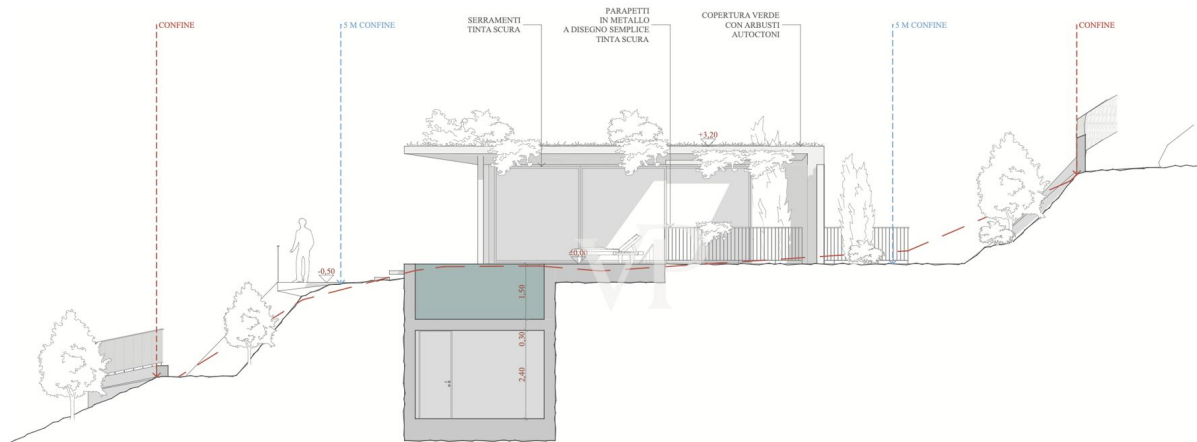 CONFINE
5 M CONFINE
SERRAMENTI
TINTA SCURA
PARAPETTI
IN METALLO
A DISEGNO SEMPLICE
TINTA SCURA
COPERTURA VERDE
CON ARBUSTI
AUTOCTONI
5 M CONFINE
CONFINE
+3,20
±0,00
-0,50
1,50
0,30
2,40
VP